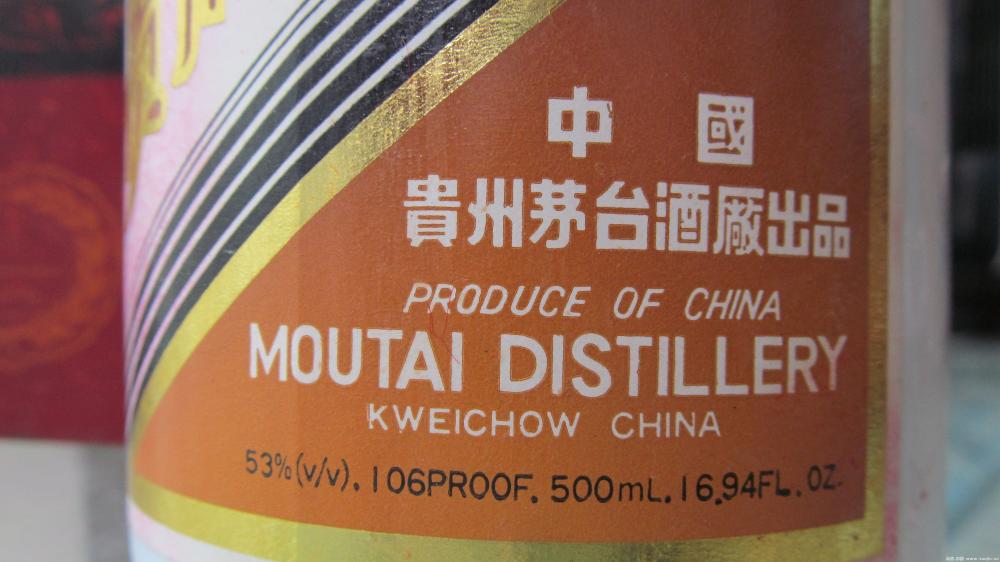 中 國
貴州茅台酒廠出品
PRODUCE OF CHINA
MOUTAI DISTILLERY
KWEICHOW CHINA
53%(v/v). 106PROOF. 500mL. 16.94FL. OZ.